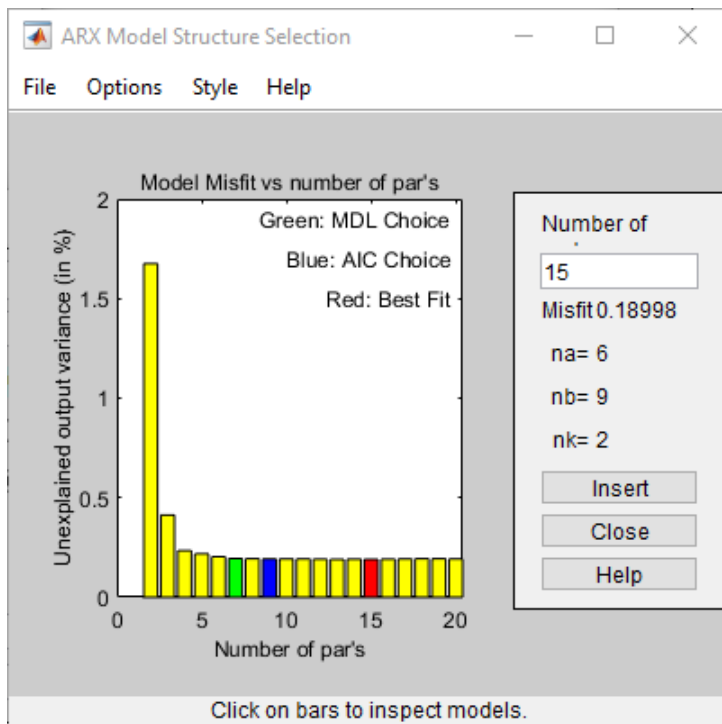 ARX Model Structure Selection
File Options Style Help
Model Misfit vs number of par's
Green: MDL Choice
Blue: AIC Choice
Red: Best Fit
Unexplained output variance (in %)
2
1.5
1
0.5
0
0 5 10 15 20
Number of par's
Number of
15
Misfit 0.18998
na= 6
nb= 9
nk= 2
Insert
Close
Help
Click on bars to inspect models.